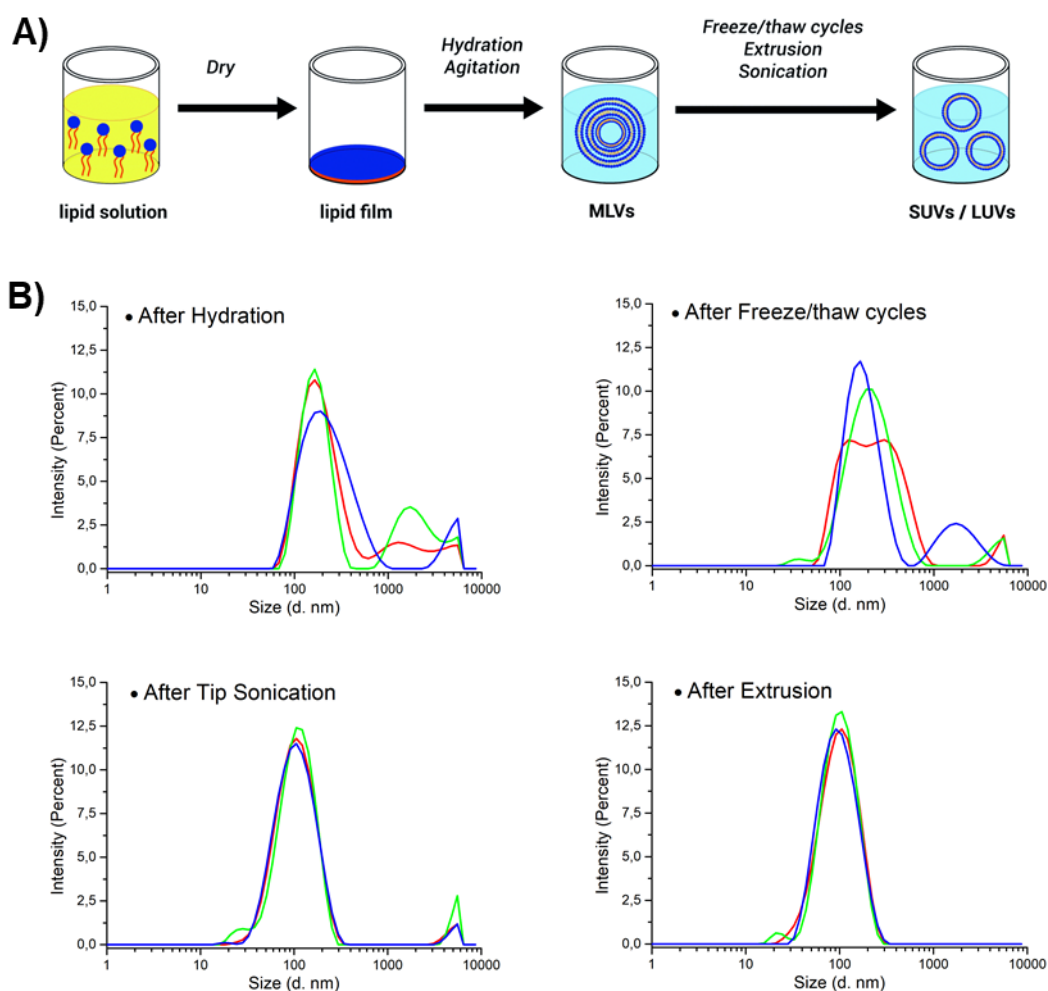 A)
Dry
Hydration
Agitation
Freeze/thaw cycles
Extrusion
Sonication
lipid solution
lipid film
MLVs
SUVs / LUVs
B)
• After Hydration
Intensity (Percent)
15,0
12,5
10,0
7,5
5,0
2,5
0,0
1
10
100
1000
10000
Size (d. nm)
• After Freeze/thaw cycles
Intensity (Percent)
15,0
12,5
10,0
7,5
5,0
2,5
0,0
1
10
100
1000
10000
Size (d. nm)
• After Tip Sonication
Intensity (Percent)
15,0
12,5
10,0
7,5
5,0
2,5
0,0
1
10
100
1000
10000
Size (d. nm)
• After Extrusion
Intensity (Percent)
15,0
12,5
10,0
7,5
5,0
2,5
0,0
1
10
100
1000
10000
Size (d. nm)